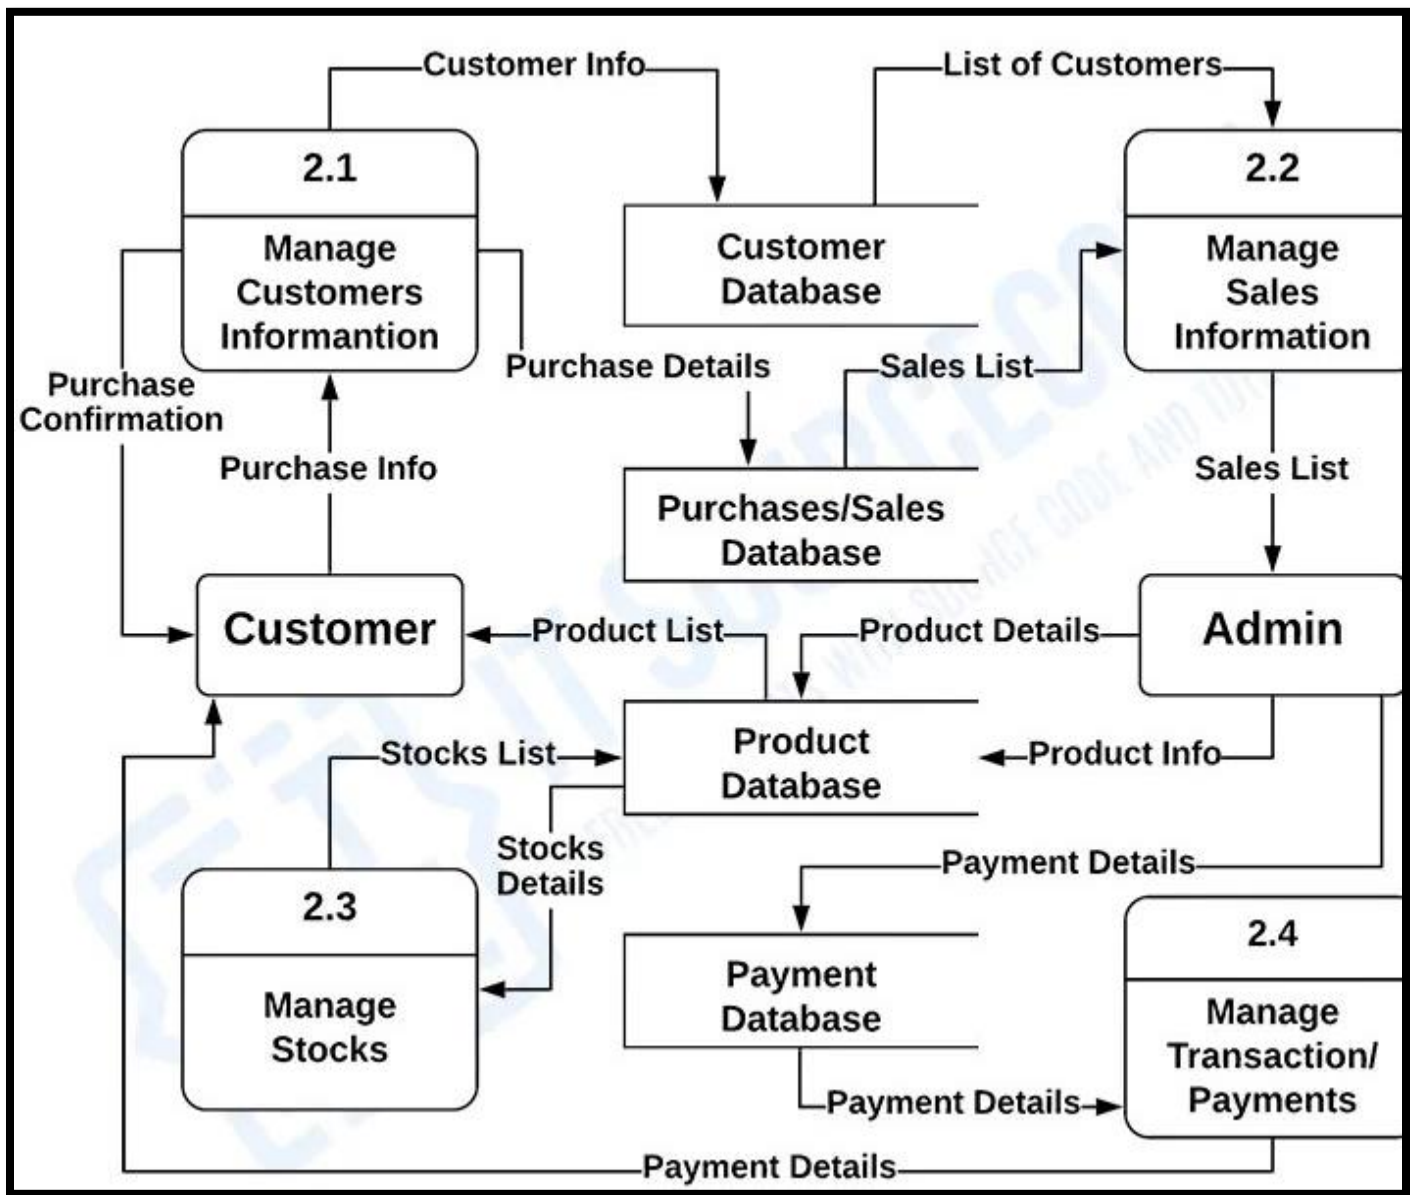 Customer Info
List of Customers
2.1
Manage
Customers
Informantion
Customer
Database
2.2
Manage
Sales
Information
Purchase
Confirmation
Purchase Details
Sales List
Purchase Info
Purchases/Sales
Database
Sales List
Customer
Product List
Product Details
Admin
Stocks List
Product
Database
Product Info
Stocks
Details
Payment Details
2.3
Manage
Stocks
Payment
Database
2.4
Manage
Transaction/
Payments
Payment Details
Payment Details